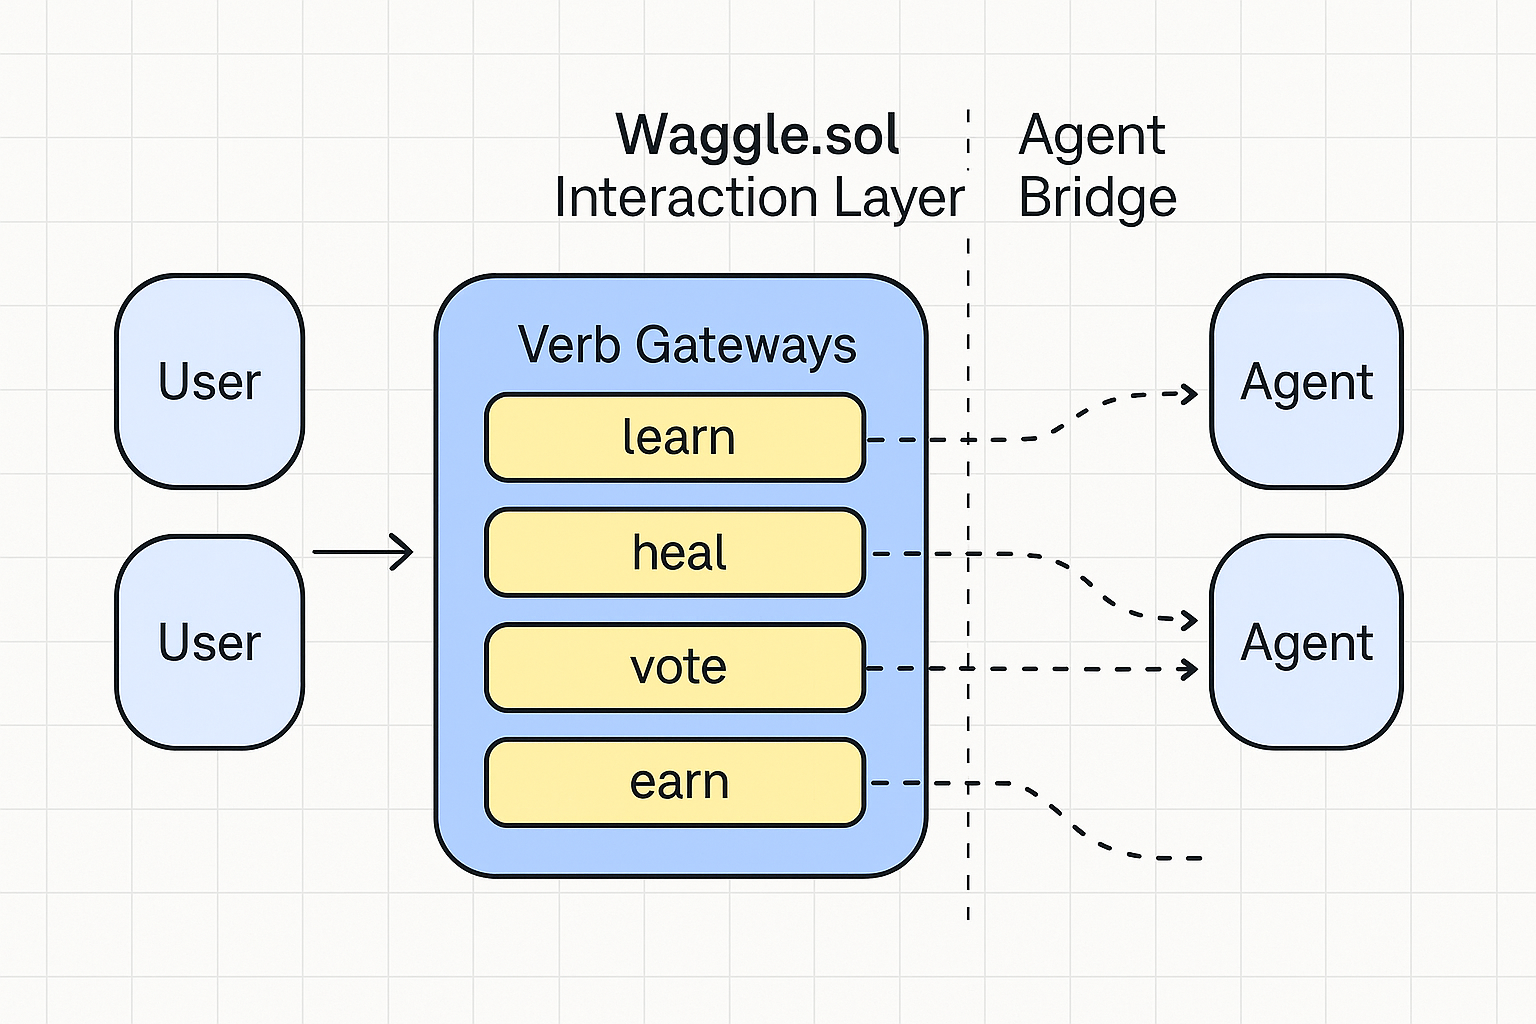 Waggle.sol
Interaction Layer
Agent
Bridge
User
User
Verb Gateways
learn
heal
vote
earn
Agent
Agent